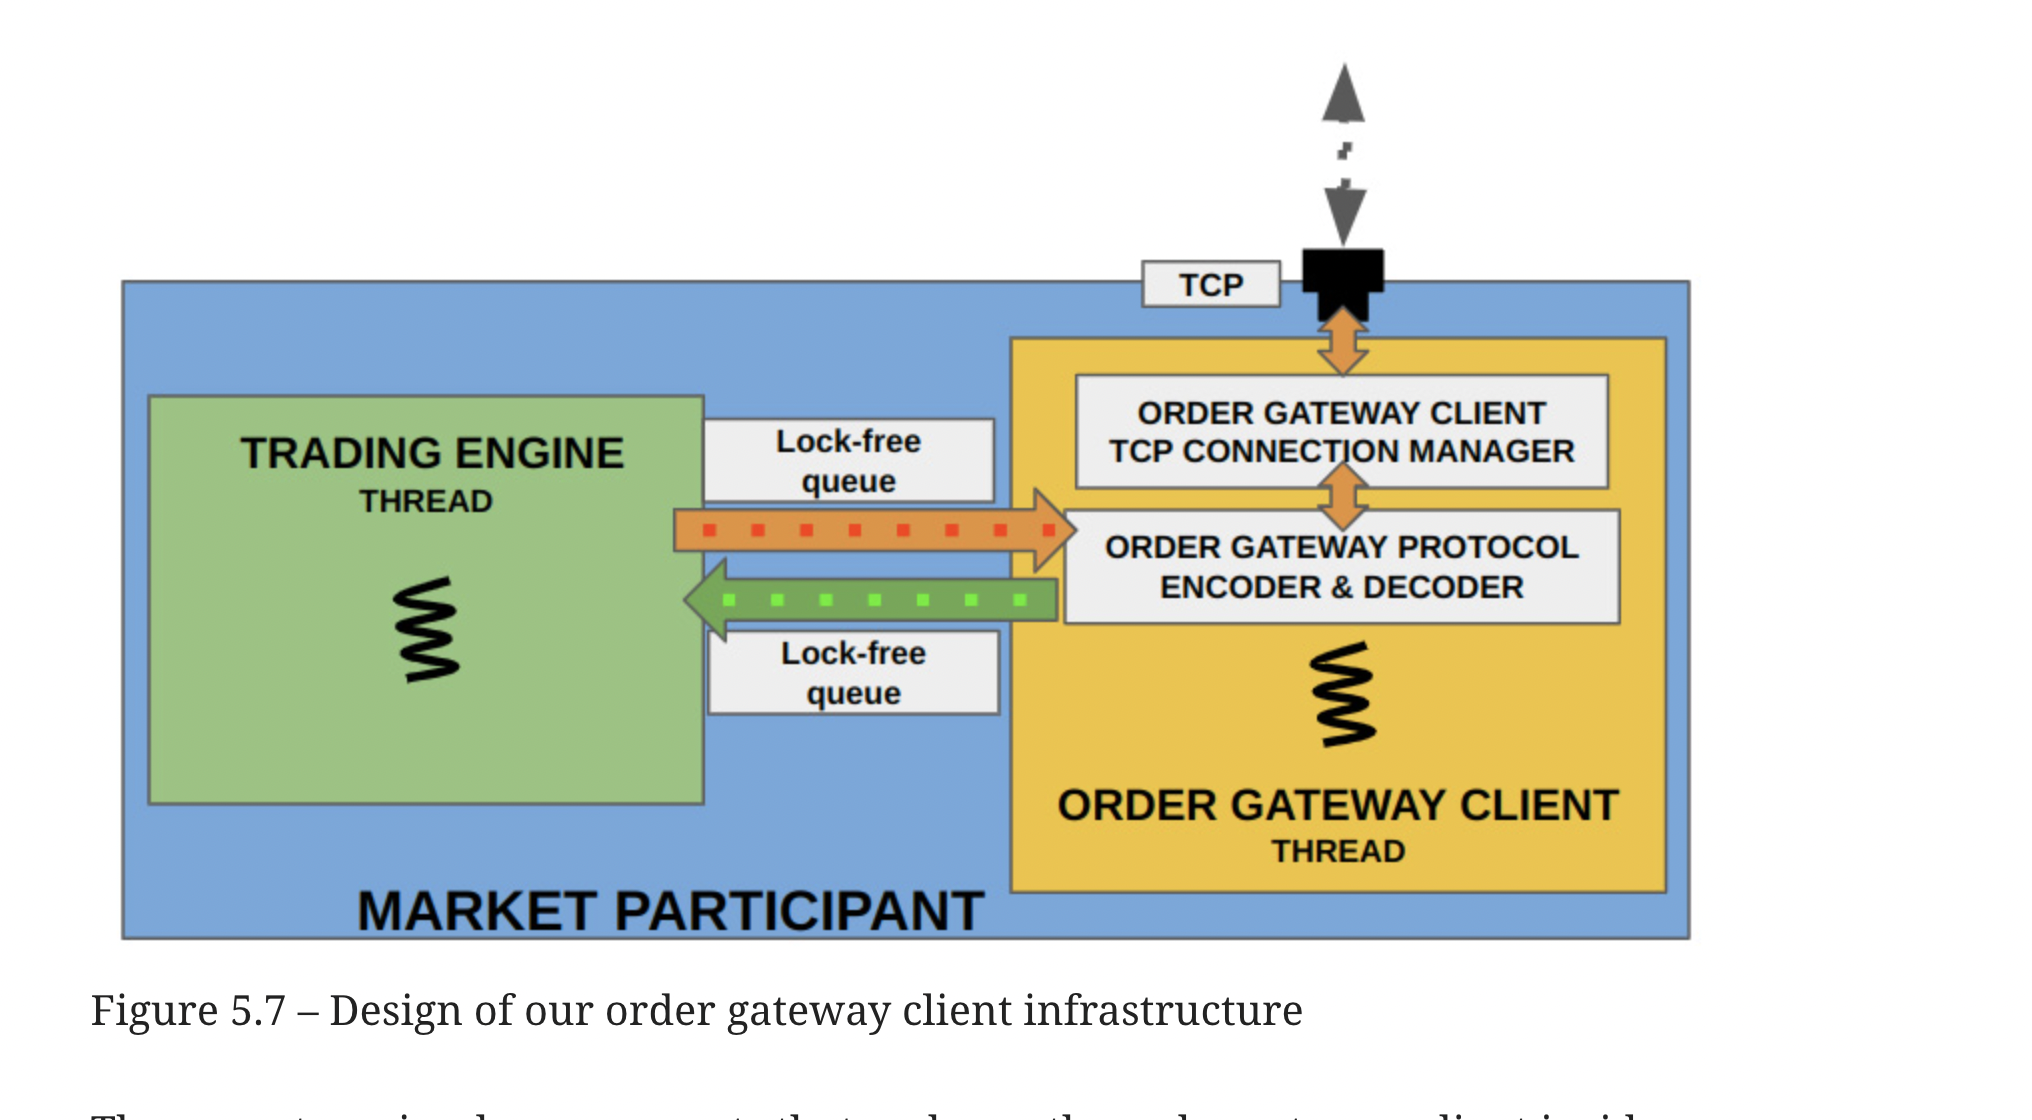 TCP
TRADING ENGINE
THREAD
Lock-free
queue
Lock-free
queue
ORDER GATEWAY CLIENT
TCP CONNECTION MANAGER
ORDER GATEWAY PROTOCOL
ENCODER & DECODER
ORDER GATEWAY CLIENT
THREAD
MARKET PARTICIPANT
Figure 5.7 – Design of our order gateway client infrastructure